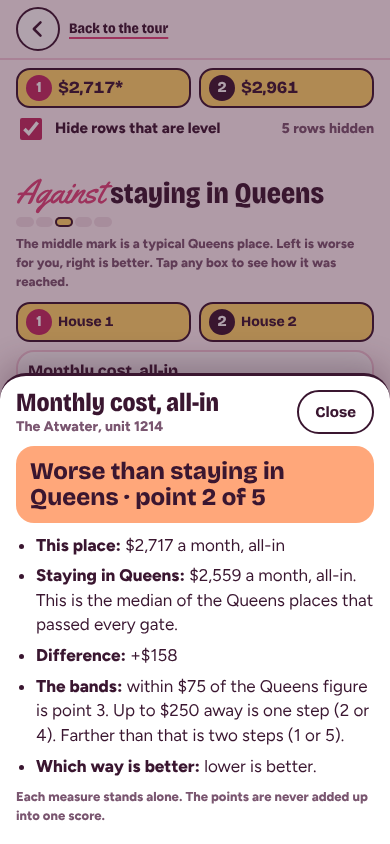 Back to the tour
1 $2,717*
2 $2,961
Hide rows that are level
5 rows hidden
Against staying in Queens
The middle mark is a typical Queens place. Left is worse
for you, right is better. Tap any box to see how it was
reached.
1 House 1
2 House 2
Monthly cost, all-in
Monthly cost, all-in
The Atwater, unit 1214
Close
Worse than staying in
Queens · point 2 of 5
• This place: $2,717 a month, all-in
• Staying in Queens: $2,559 a month, all-in.
This is the median of the Queens places that
passed every gate.
• Difference: +$158
• The bands: within $75 of the Queens figure
is point 3. Up to $250 away is one step (2 or
4). Farther than that is two steps (1 or 5).
• Which way is better: lower is better.
Each measure stands alone. The points are never added up
into one score.